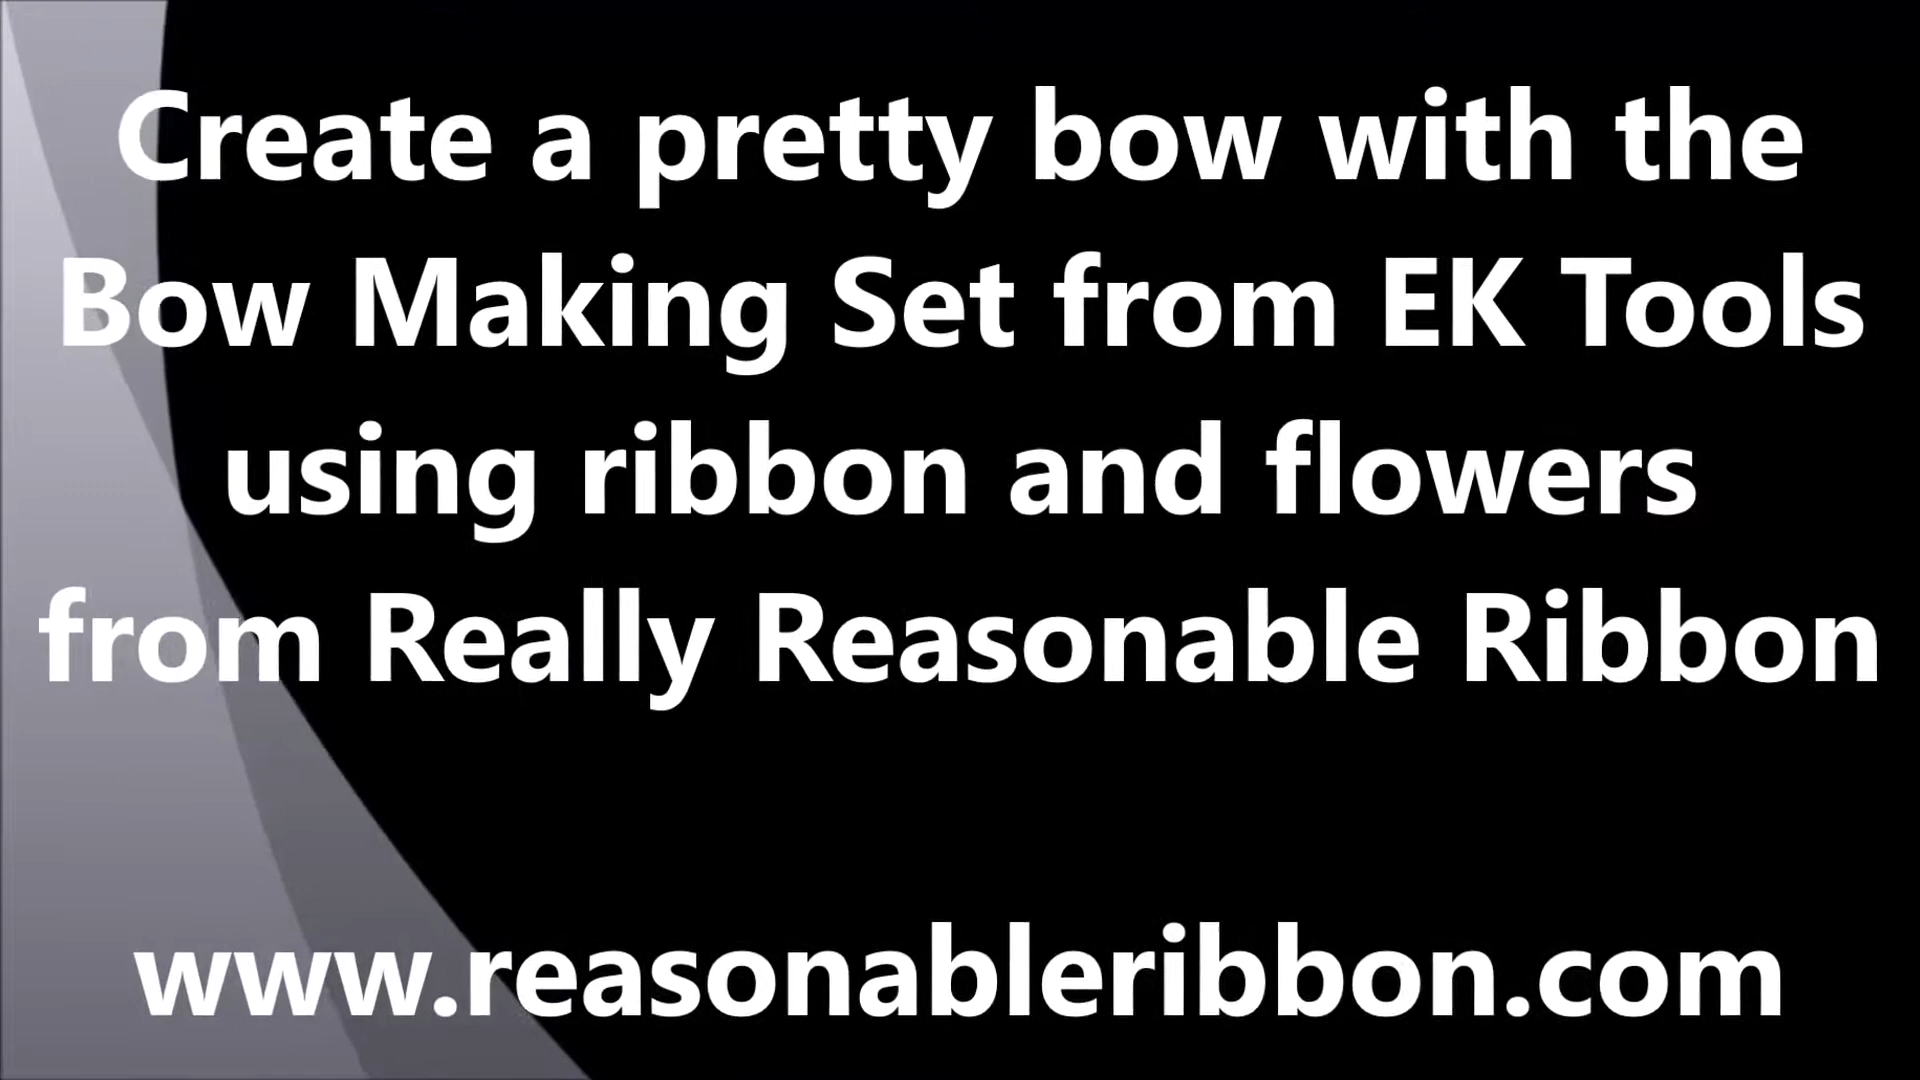 Create a pretty bow with the
Bow Making Set from EK Tools
using ribbon and flowers
from Really Reasonable Ribbon
www.reasonableribbon.com